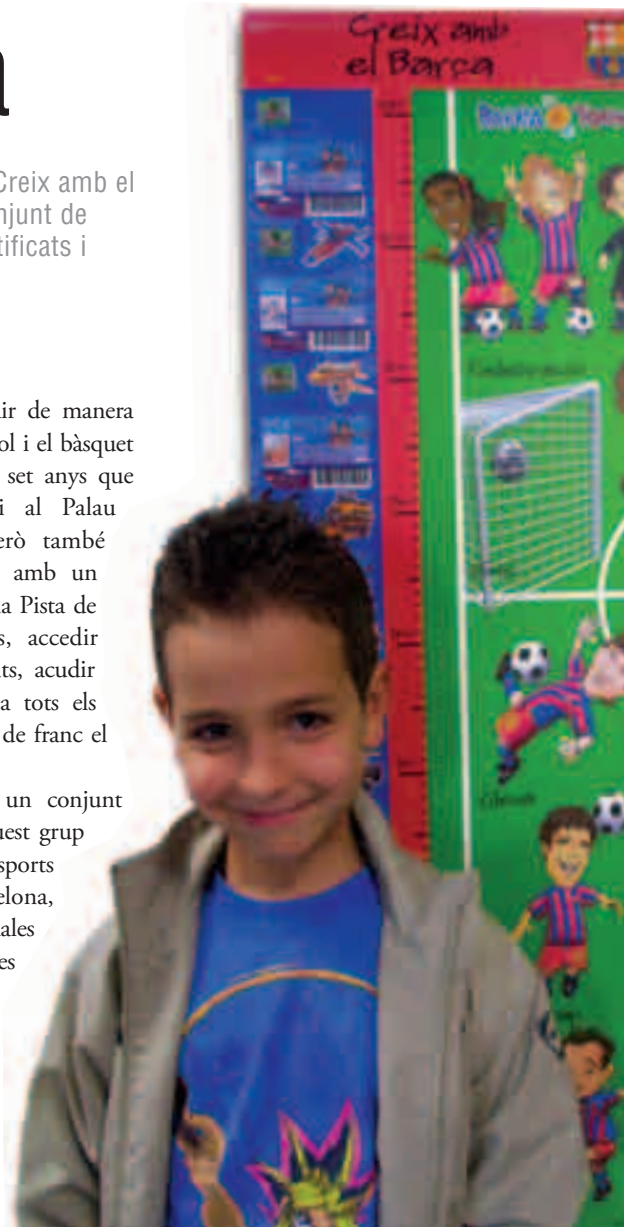 a
Creix amb el
njunt de
tificats i
ir de manera
ol i el bàsquet
set anys que
i al Palau
erò també
amb un
a Pista de
s, accedir
ts, acudir
a tots els
de franc el
un conjunt
uest grup
sports
elona,
ales
es
Creix amb
el Barça